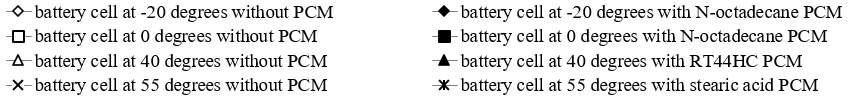 battery cell at -20 degrees without PCM
battery cell at 0 degrees without PCM
battery cell at 40 degrees without PCM
battery cell at 55 degrees without PCM
battery cell at -20 degrees with N-octadecane PCM
battery cell at 0 degrees with N-octadecane PCM
battery cell at 40 degrees with RT44HC PCM
battery cell at 55 degrees with stearic acid PCM